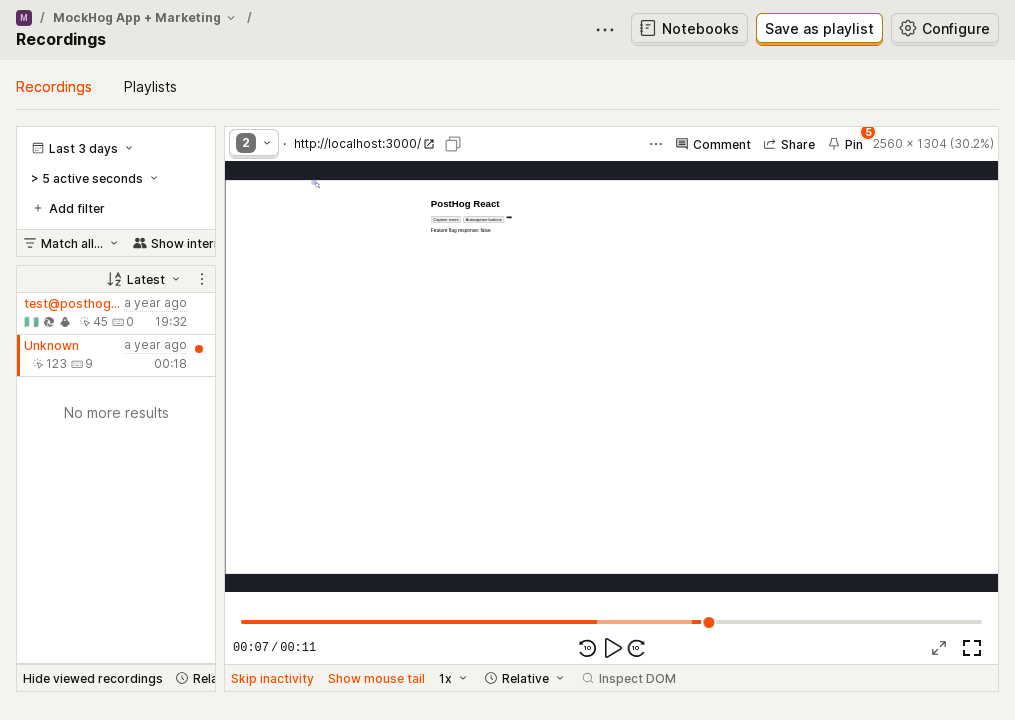 M / MockHog App + Marketing /
Recordings
Notebooks
Save as playlist
Configure
Recordings
Playlists
Last 3 days
> 5 active seconds
+ Add filter
Match all...
Show inter
Latest
test@posthog... a year ago
45 0 19:32
Unknown a year ago
123 9 00:18
No more results
Hide viewed recordings
Rela
2 · http://localhost:3000/
Comment
Share
Pin
5
2560 × 1304 (30.2%)
PostHog React
Capture event
Autocapture buttons
Feature flag response: false
00:07 / 00:11
10
10
Skip inactivity
Show mouse tail
1x
Relative
Inspect DOM